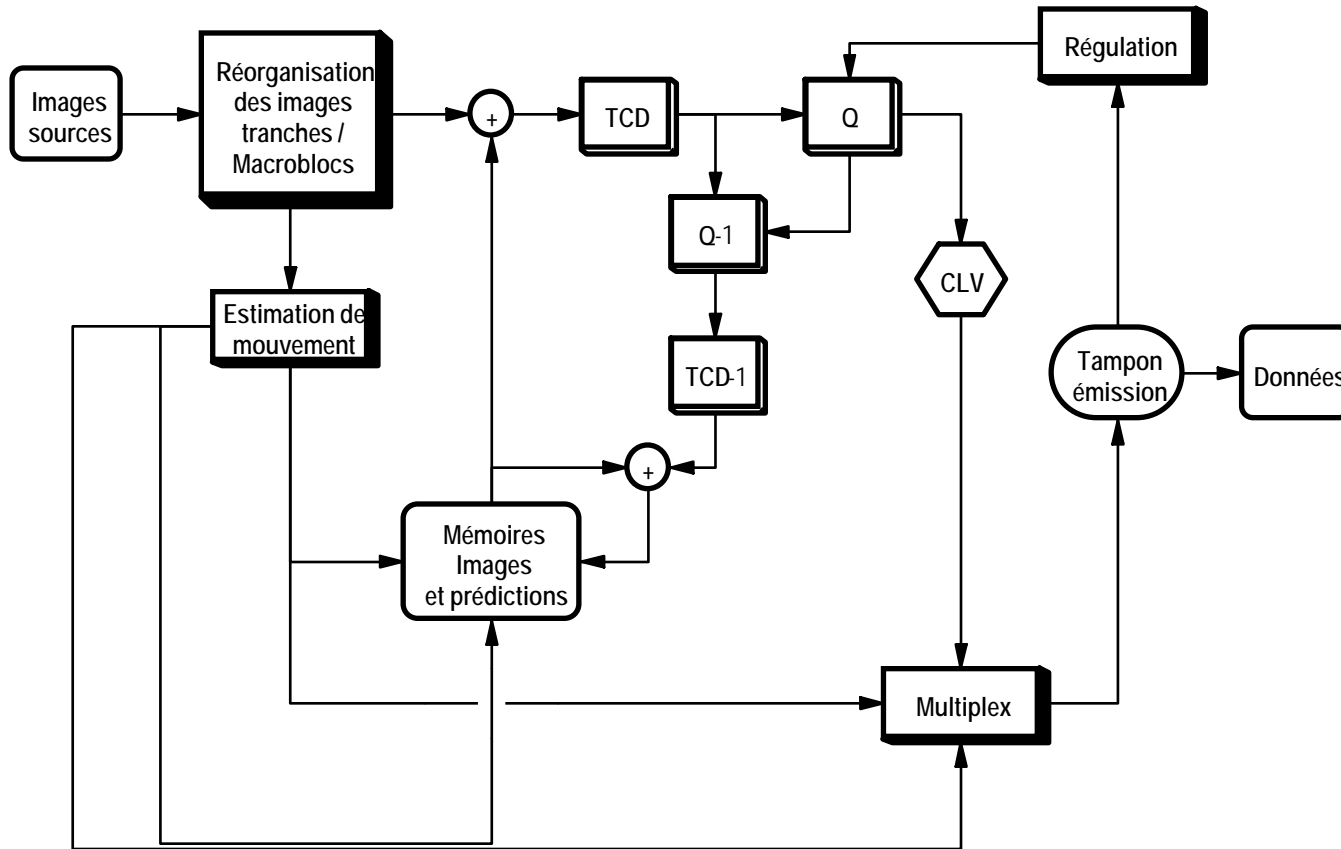 Images
sources
Réorganisation
des images
tranches /
Macroblocs
+
TCD
Q
Régulation
Q-1
CLV
Estimation de
mouvement
TCD-1
Tampon
émission
Données
+
Mémoires
Images
et prédictions
Multiplex